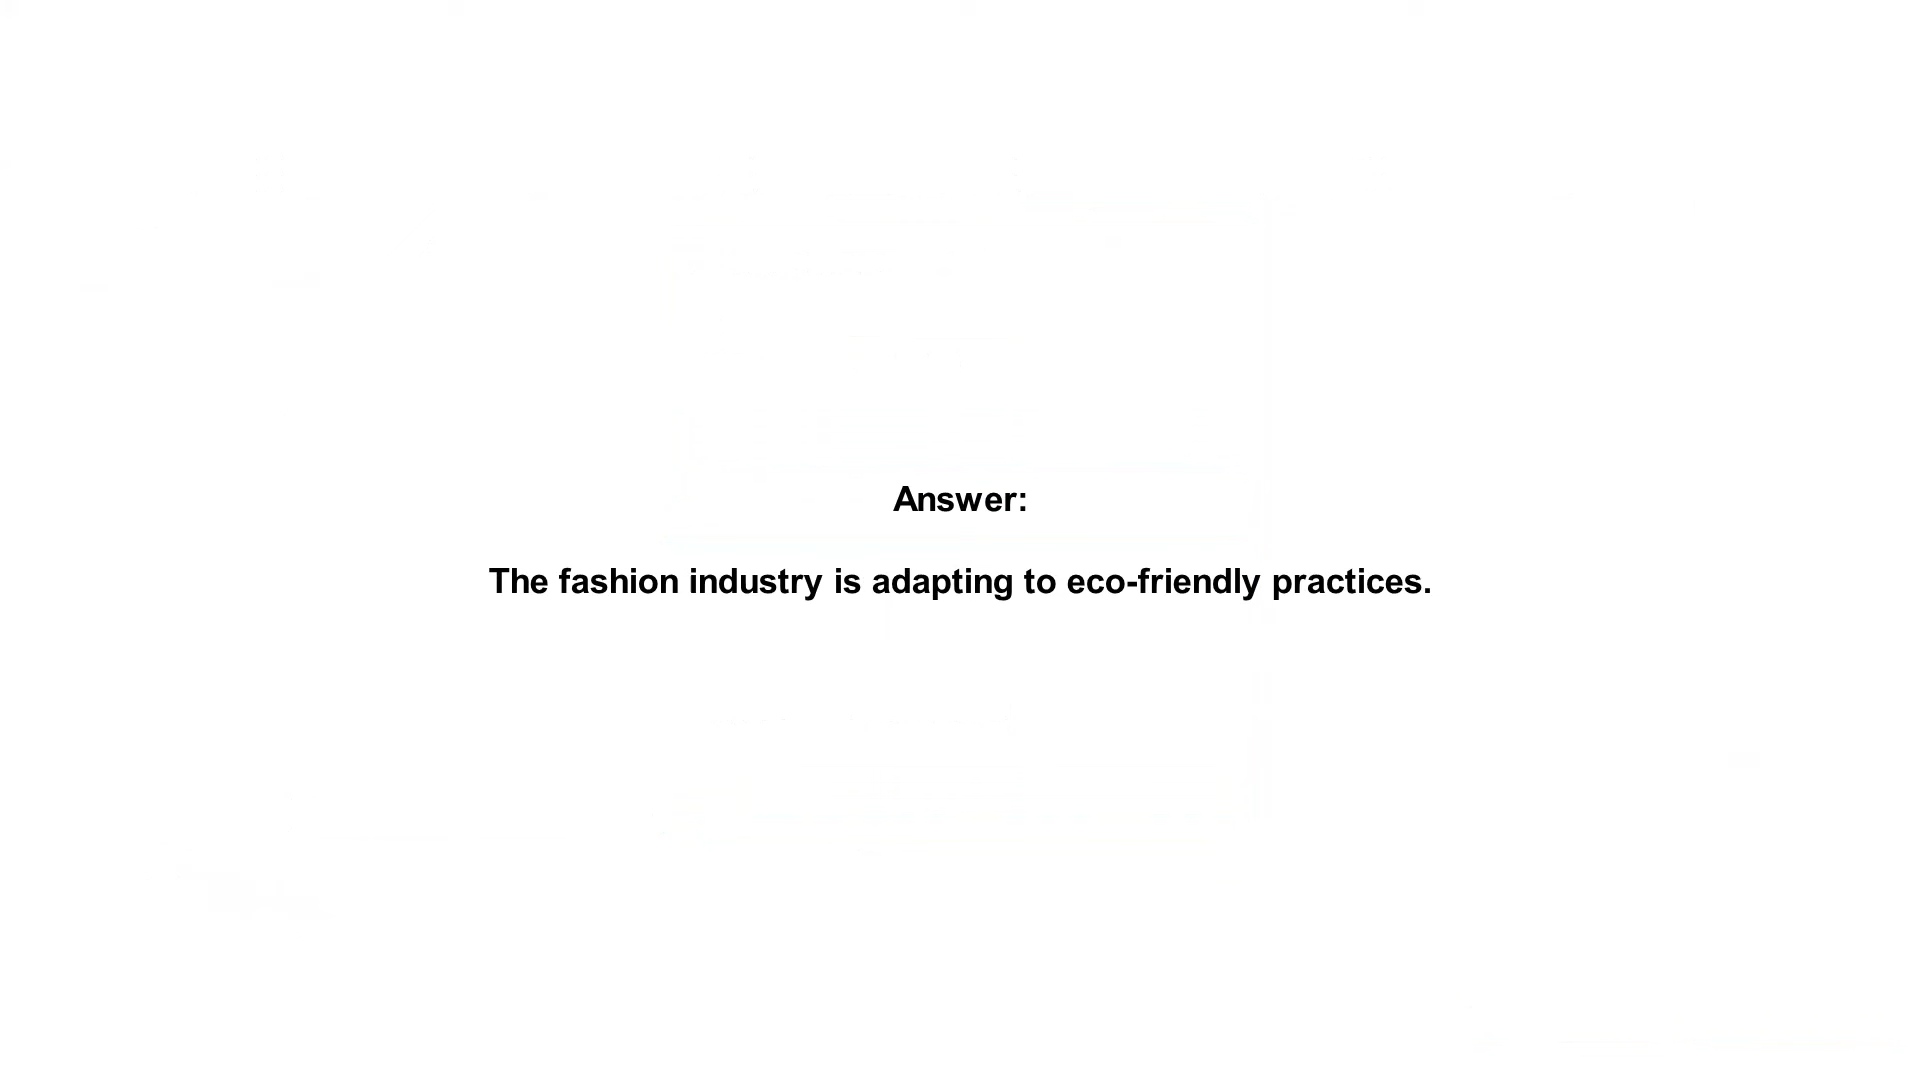 Answer:
The fashion industry is adapting to eco-friendly practices.